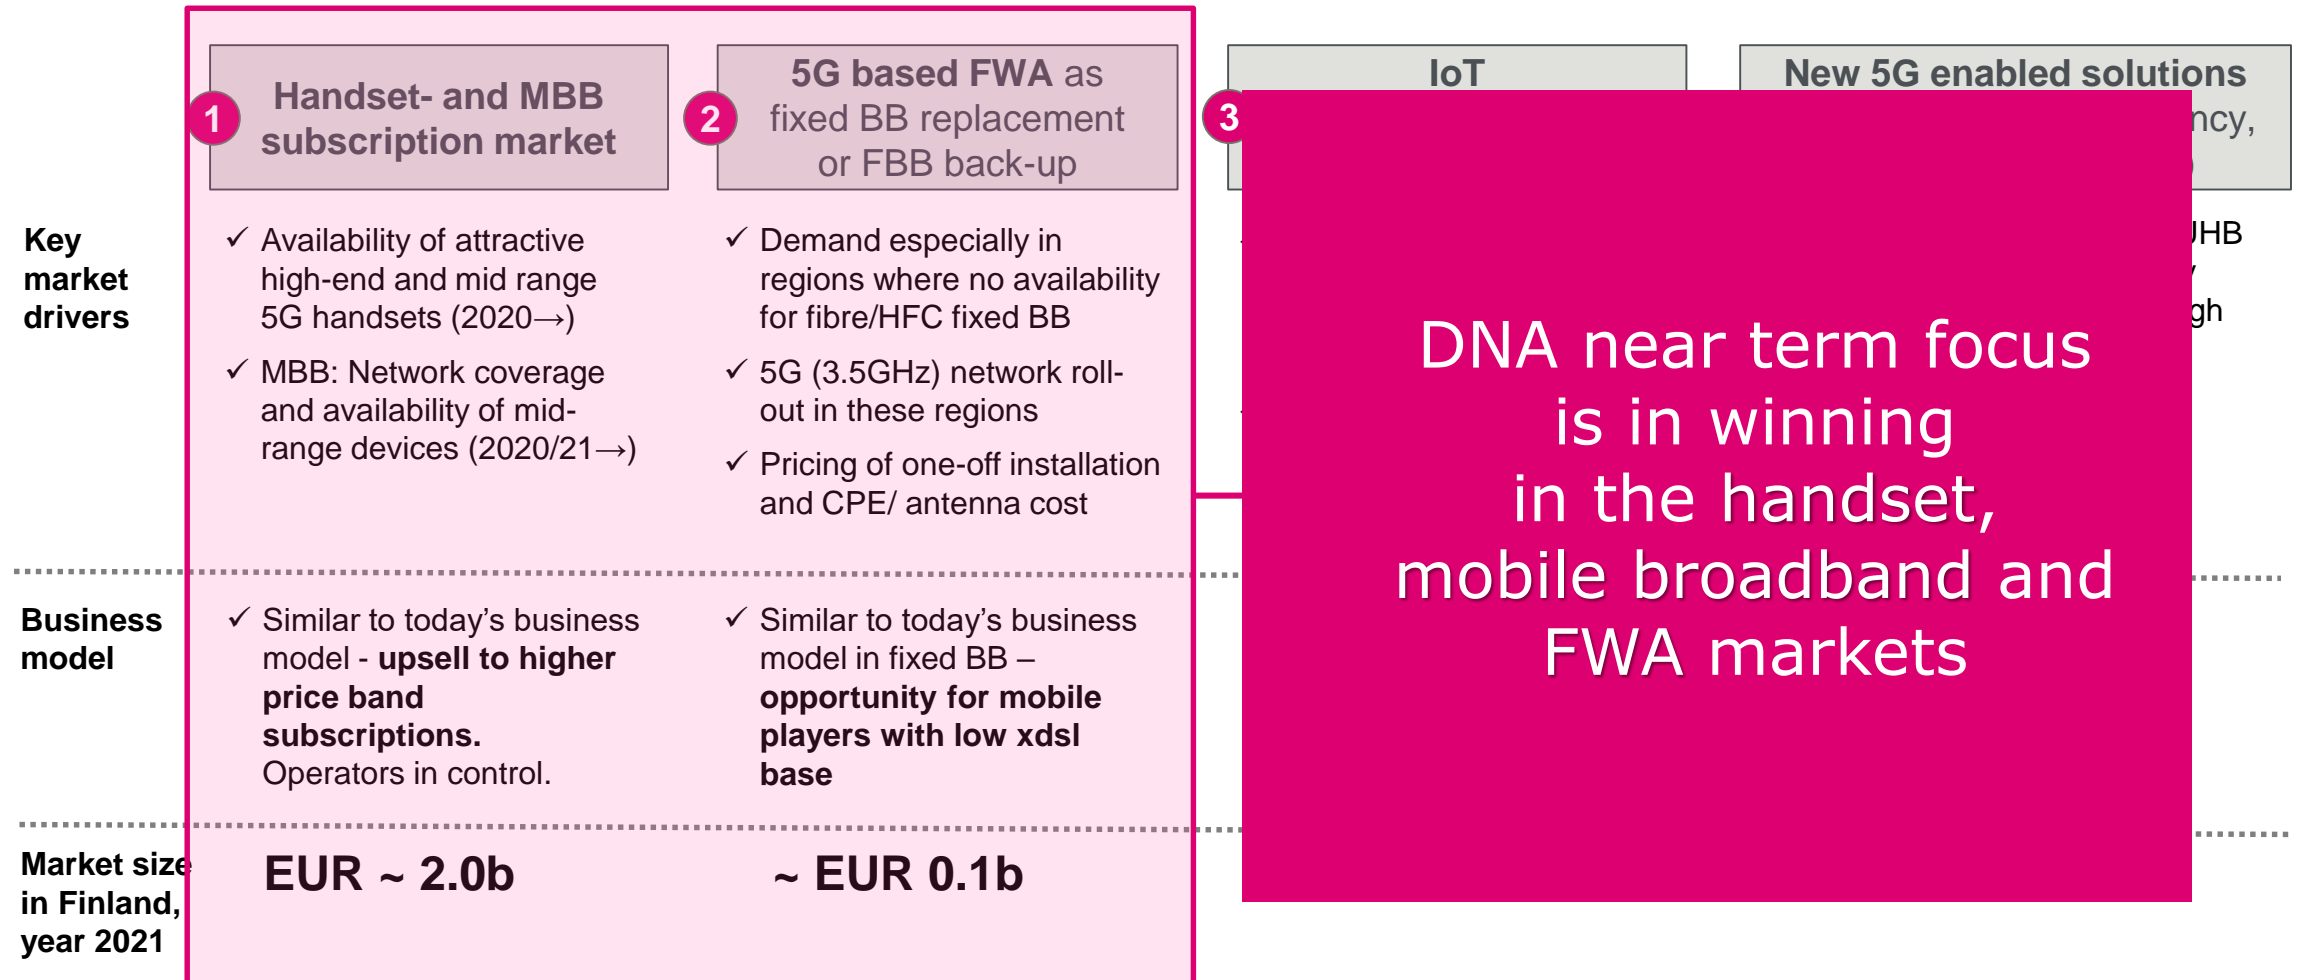 1
Handset- and MBB
subscription market
2
5G based FWA as
fixed BB replacement
or FBB back-up
3
IoT
New 5G enabled solutions
Key
market
drivers
✓ Availability of attractive
high-end and mid range
5G handsets (2020→)
✓ MBB: Network coverage
and availability of mid-
range devices (2020/21→)
✓ Demand especially in
regions where no availability
for fibre/HFC fixed BB
✓ 5G (3.5GHz) network roll-
out in these regions
✓ Pricing of one-off installation
and CPE/ antenna cost
DNA near term focus
is in winning
in the handset,
mobile broadband and
FWA markets
Business
model
✓ Similar to today’s business
model - upsell to higher
price band
subscriptions.
Operators in control.
✓ Similar to today’s business
model in fixed BB –
opportunity for mobile
players with low xdsl
base
Market size
in Finland,
year 2021
EUR ~ 2.0b
~ EUR 0.1b